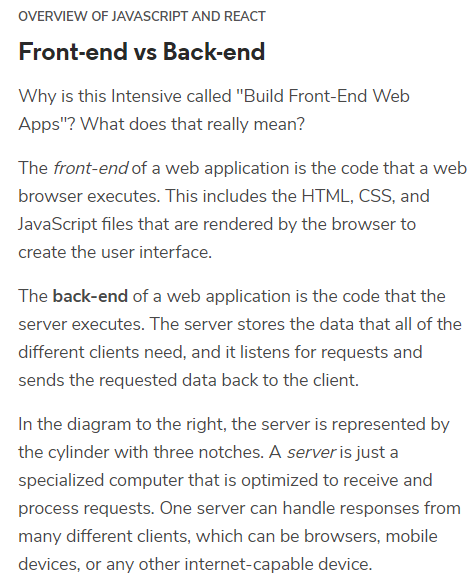 OVERVIEW OF JAVASCRIPT AND REACT
Front-end vs Back-end
Why is this Intensive called "Build Front-End Web
Apps"? What does that really mean?
The front-end of a web application is the code that a web
browser executes. This includes the HTML, CSS, and
JavaScript files that are rendered by the browser to
create the user interface.
The back-end of a web application is the code that the
server executes. The server stores the data that all of the
different clients need, and it listens for requests and
sends the requested data back to the client.
In the diagram to the right, the server is represented by
the cylinder with three notches. A server is just a
specialized computer that is optimized to receive and
process requests. One server can handle responses from
many different clients, which can be browsers, mobile
devices, or any other internet-capable device.